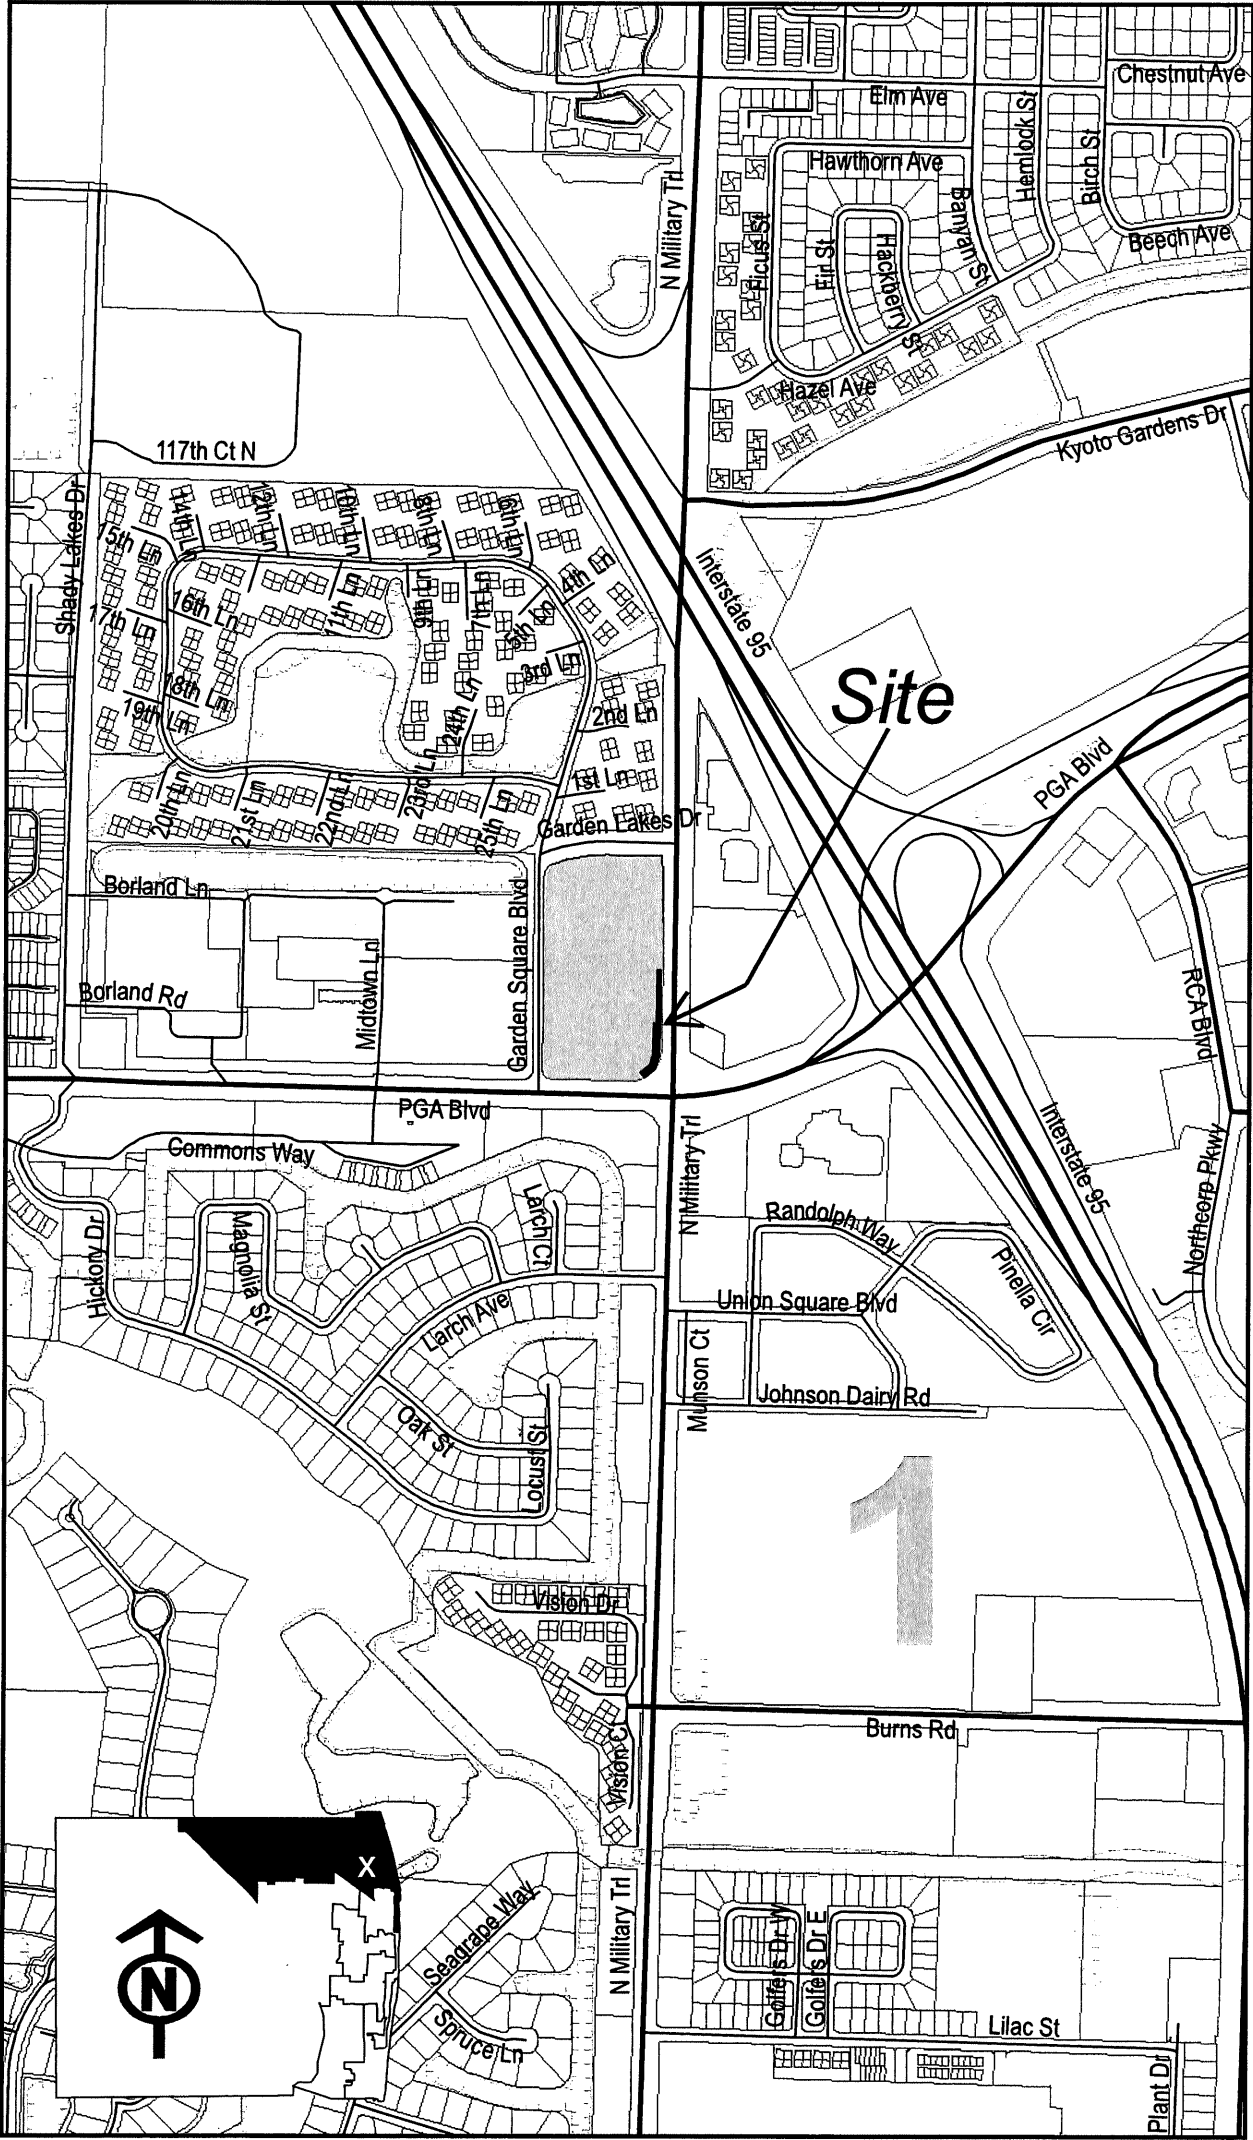 Chestnut Ave
Elm Ave
Hemlock St
Birch St
Hawthorn Ave
N Military Trl
Banyan St
Ficus St
Fir St
Hackberry St
Beech Ave
Hazel Ave
Kyoto Gardens Dr
117th Ct N
Shady Lakes Dr
14th Ln
12th Ln
10th Ln
8th Ln
6th Ln
15th Ln
4th Ln
Interstate 95
16th Ln
11th Ln
9th Ln
7th Ln
5th Ln
17th Ln
3rd Ln
Site
18th Ln
19th Ln
24th Ln
2nd Ln
PGA Blvd
20th Ln
21st Ln
22nd Ln
23rd Ln
25th Ln
1st Ln
Garden Lakes Dr
Borland Ln
Garden Square Blvd
Midtown Ln
Borland Rd
RCA Blvd
PGA Blvd
N Military Trl
Interstate 95
Commons Way
Northcorp Pkwy
Larch Ct
Randolph Way
Hickory Dr
Magnolia St
Pinella Cir
Union Square Blvd
Larch Ave
Munson Ct
Johnson Dairy Rd
Oak St
Locust St
1
Vision Dr
Burns Rd
Vision C
X
N
Seagrape Way
N Military Trl
Golfers Dr W
Golfers Dr E
Spruce Ln
Lilac St
Plant Dr